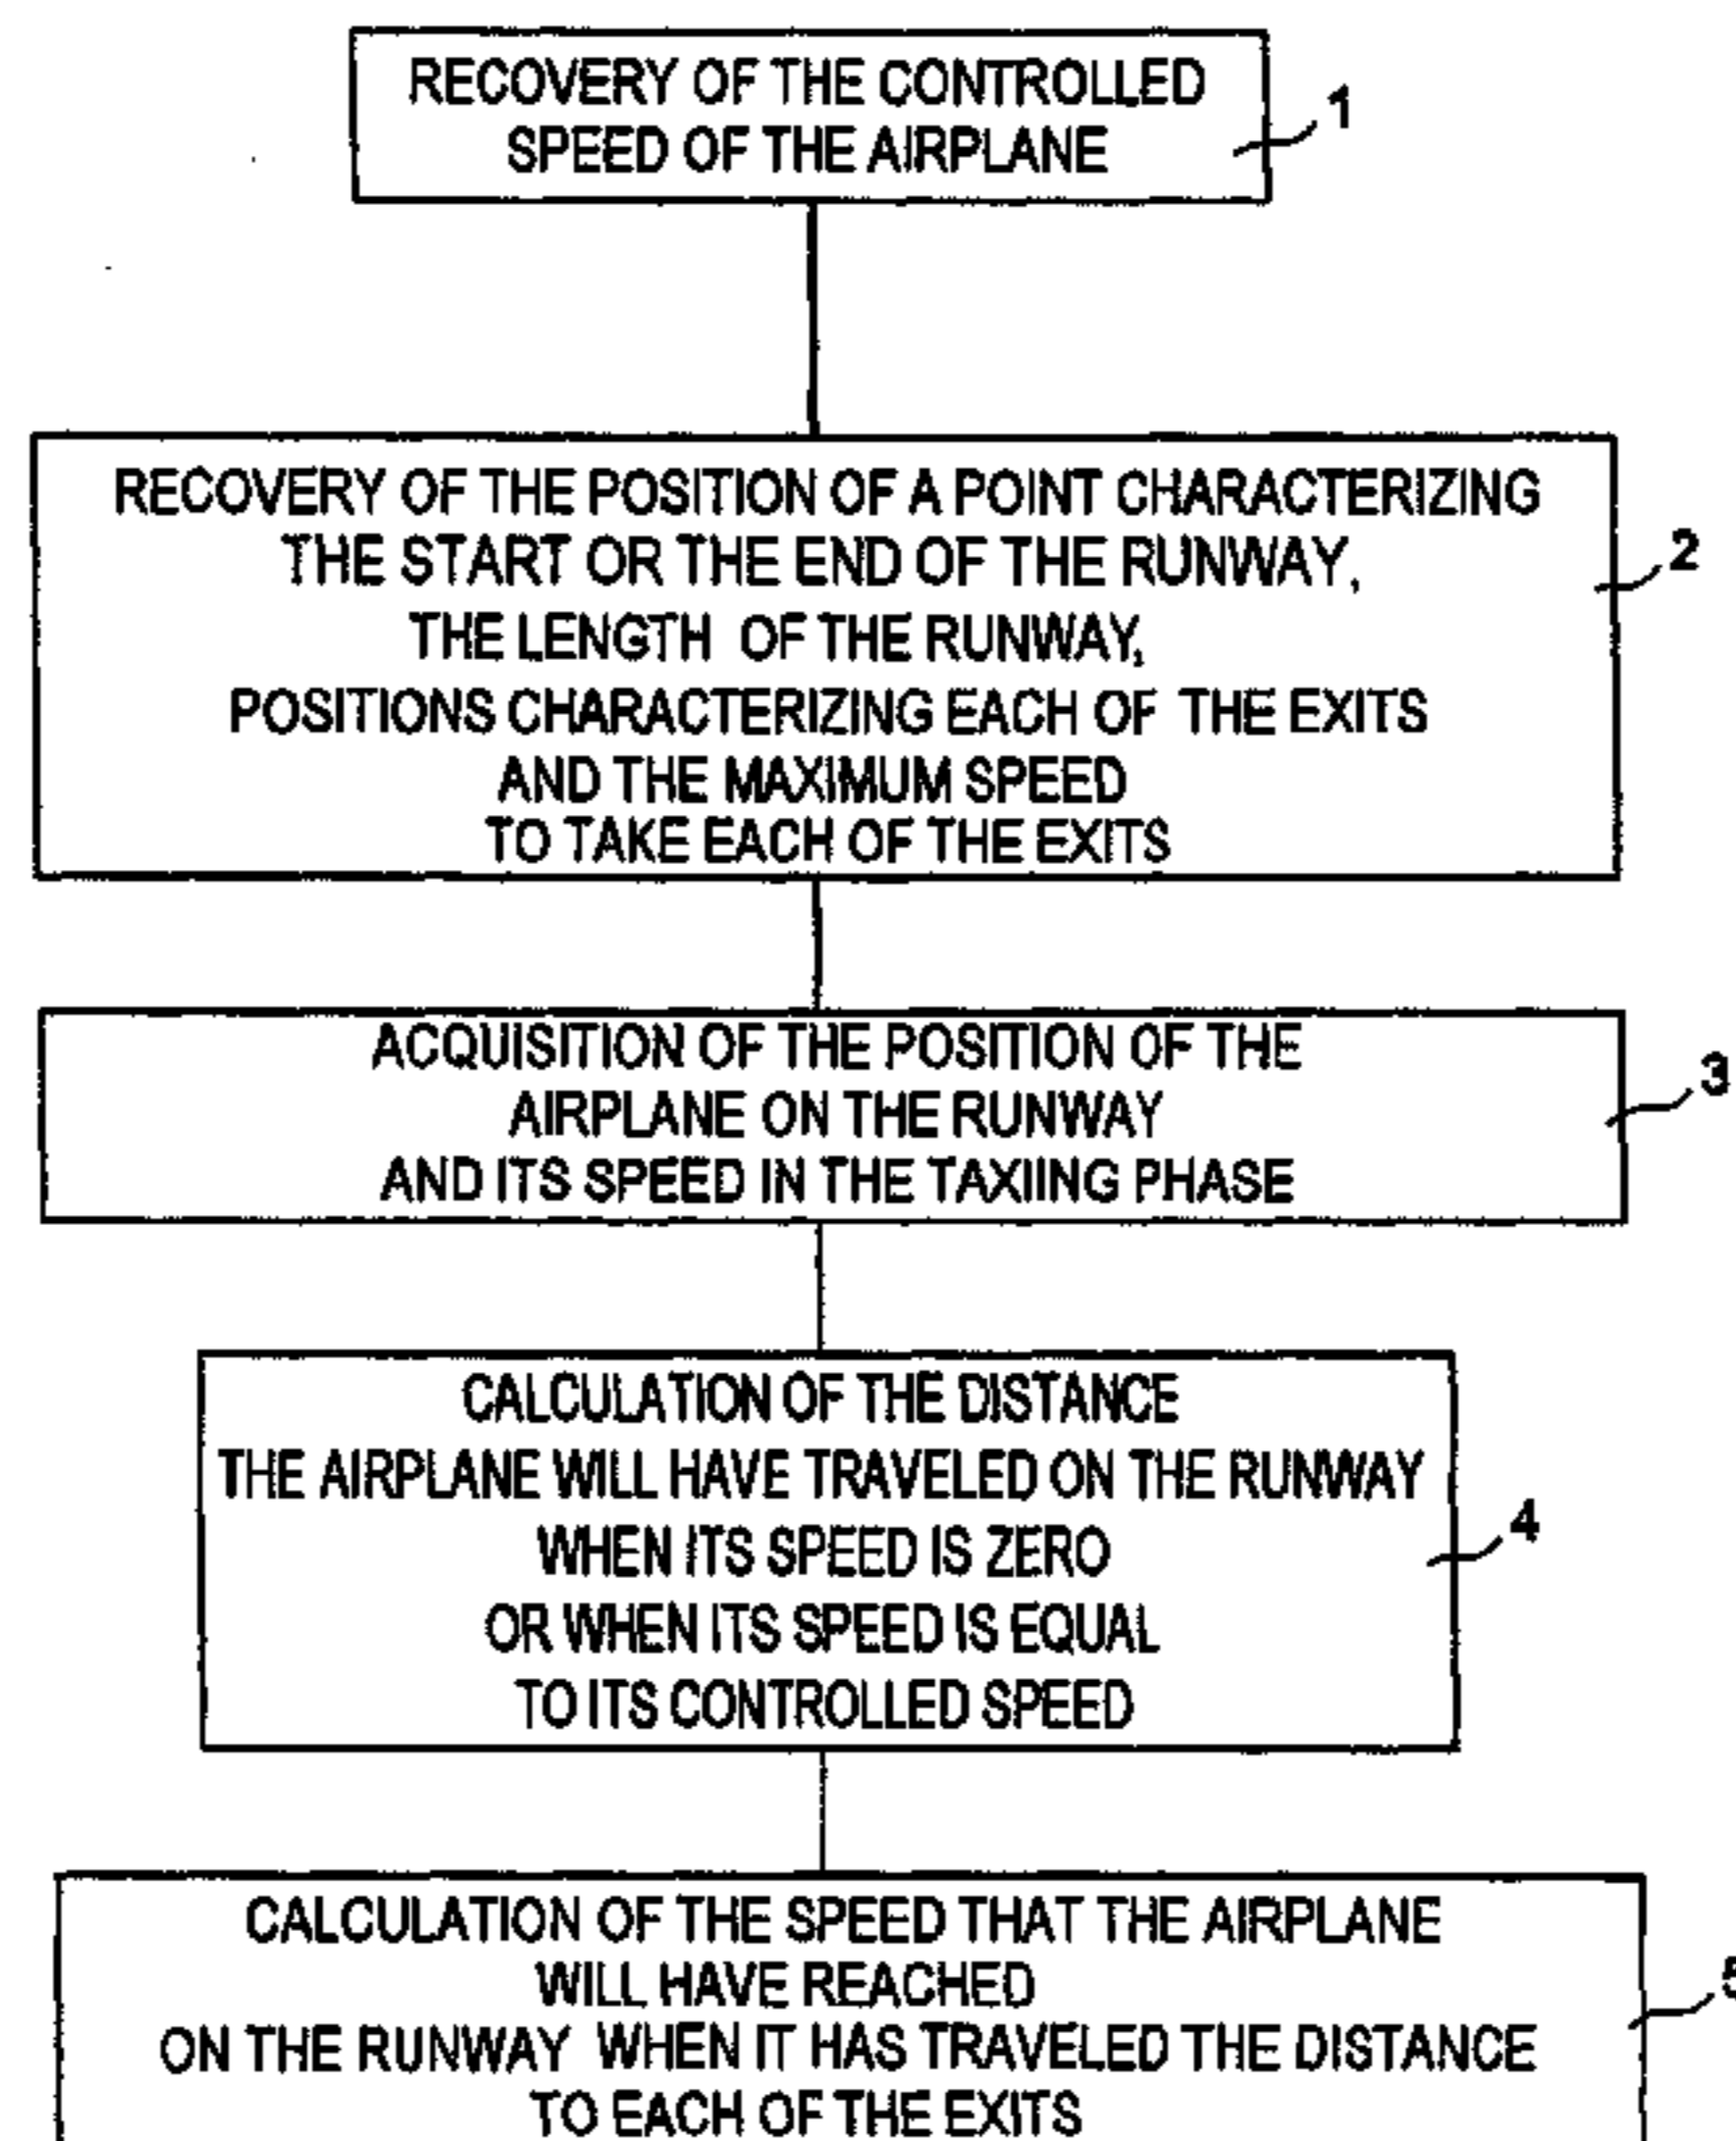 RECOVERY OF THE CONTROLLED
SPEED OF THE AIRPLANE
1
RECOVERY OF THE POSITION OF A POINT CHARACTERIZING
THE START OR THE END OF THE RUNWAY,
THE LENGTH OF THE RUNWAY,
POSITIONS CHARACTERIZING EACH OF THE EXITS
AND THE MAXIMUM SPEED
TO TAKE EACH OF THE EXITS
2
ACQUISITION OF THE POSITION OF THE
AIRPLANE ON THE RUNWAY
AND ITS SPEED IN THE TAXIING PHASE
3
CALCULATION OF THE DISTANCE
THE AIRPLANE WILL HAVE TRAVELED ON THE RUNWAY
WHEN ITS SPEED IS ZERO
OR WHEN ITS SPEED IS EQUAL
TO ITS CONTROLLED SPEED
4
CALCULATION OF THE SPEED THAT THE AIRPLANE
WILL HAVE REACHED
ON THE RUNWAY WHEN IT HAS TRAVELED THE DISTANCE
TO EACH OF THE EXITS
5